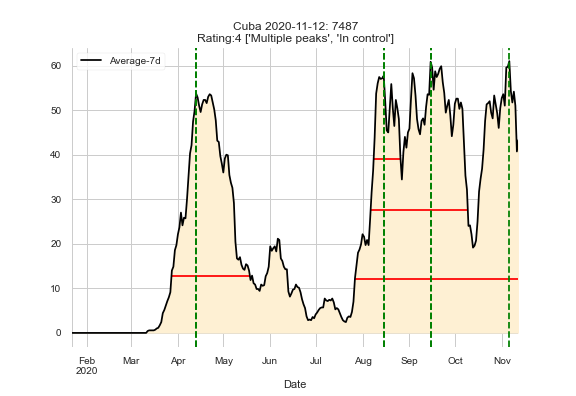 Cuba 2020-11-12: 7487
Rating:4 ['Multiple peaks', 'In control']
Average-7d
60
50
40
30
20
10
0
Feb Mar Apr May Jun Jul Aug Sep Oct Nov
2020
Date